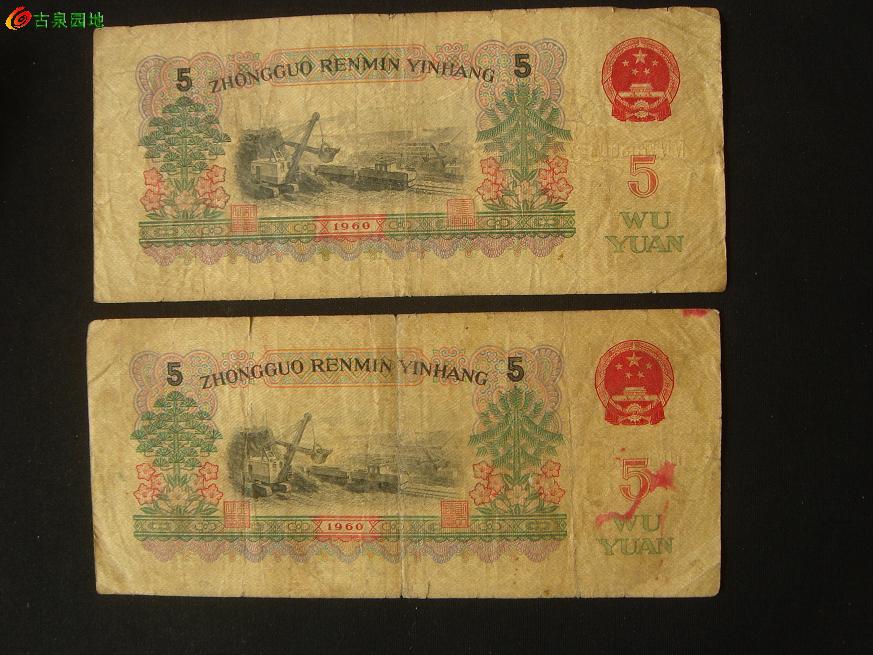 古泉园地
5 ZHONGGUO RENMIN YINHANG 5
5
WU
YUAN
1960
5 ZHONGGUO RENMIN YINHANG 5
5
WU
YUAN
1960